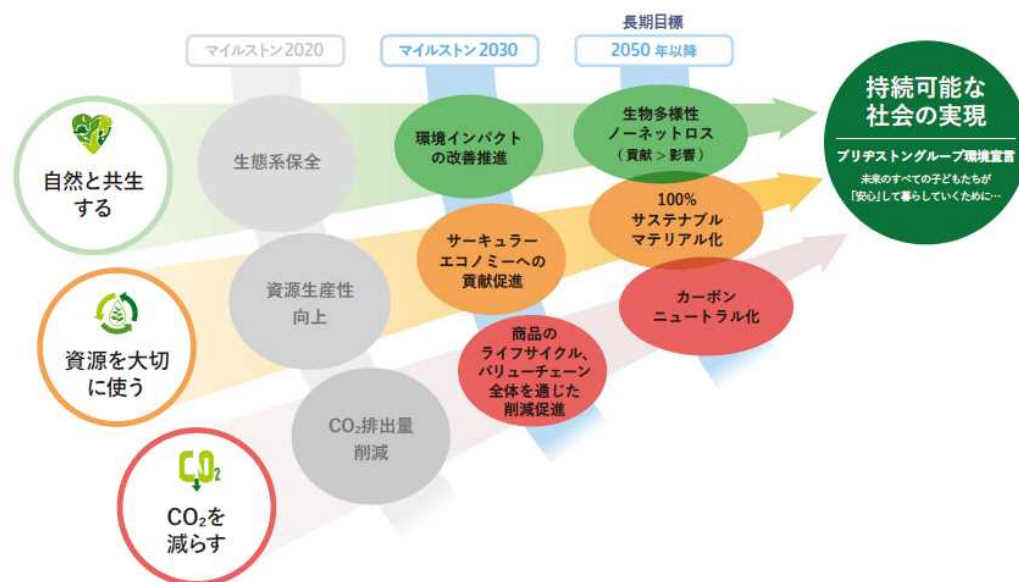 長期目標
マイルストン2020
マイルストン2030
2050年以降
自然と共生
する
生態系保全
環境インパクト
の改善推進
生物多様性
ノーネットロス
(貢献>影響)
持続可能な
社会の実現
ブリヂストングループ環境宣言
未来のすべての子どもたちが
「安心」して暮らしていくために…
資源を大切
に使う
資源生産性
向上
サーキュラー
エコノミーへの
貢献促進
100%
サステナブル
マテリアル化
CO₂
CO₂を
減らす
CO₂排出量
削減
商品の
ライフサイクル、
バリューチェーン
全体を通じた
削減促進
カーボン
ニュートラル化